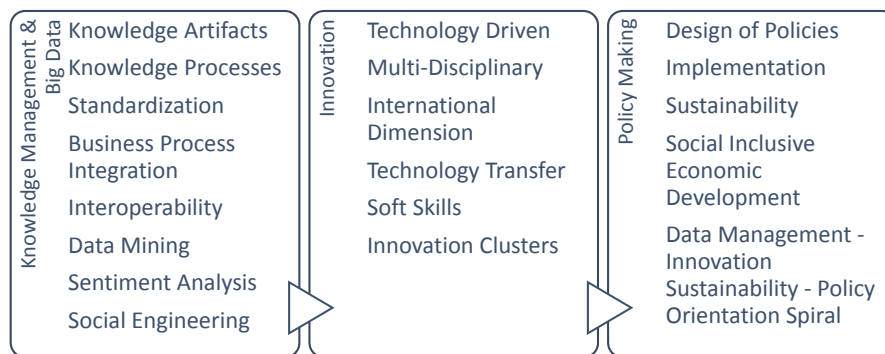 Knowledge Management &
Big Data
Knowledge Artifacts
Knowledge Processes
Standardization
Business Process
Integration
Interoperability
Data Mining
Sentiment Analysis
Social Engineering
Innovation
Technology Driven
Multi-Disciplinary
International
Dimension
Technology Transfer
Soft Skills
Innovation Clusters
Policy Making
Design of Policies
Implementation
Sustainability
Social Inclusive
Economic
Development
Data Management -
Innovation
Sustainability - Policy
Orientation Spiral